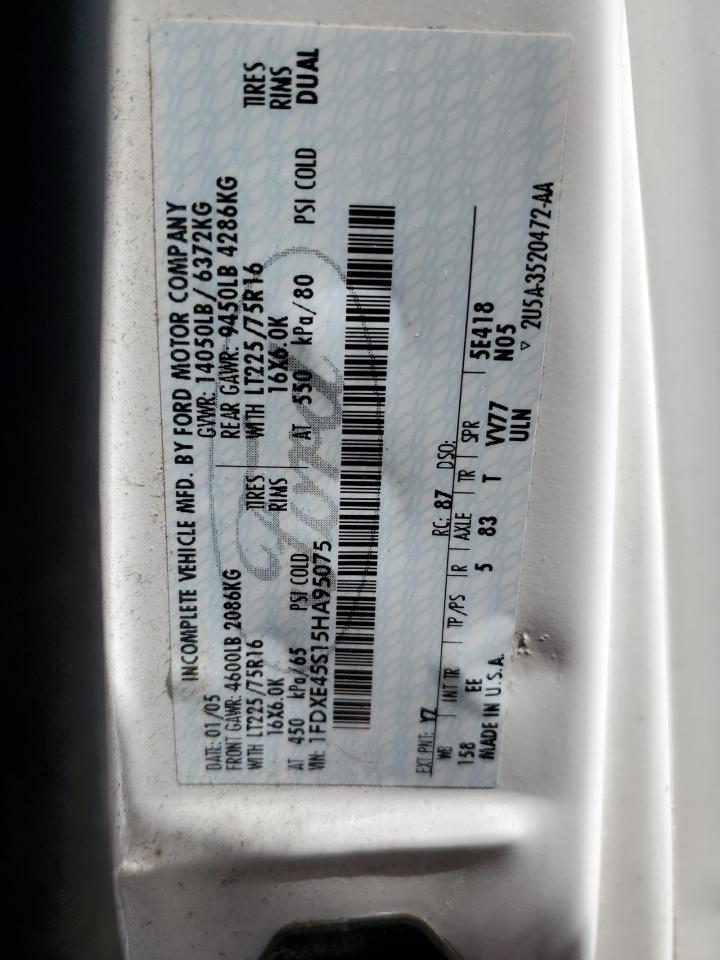 INCOMPLETE VEHICLE MFD. BY FORD MOTOR COMPANY
DATE: 01/05 GVWR: 14050LB/ 6372KG
FRONT GAWR: 4600LB 2086KG REAR GAWR: 9450LB 4286KG
WITH LT225/75R16 TIRES WITH LT225/75R16 TIRES
16X6.0K RIMS 16X6.0K RIMS
AT 450 kPa/65 PSI COLD AT 550 kPa/80 PSI COLD DUAL
VIN: 1FDXE45S15HA95075
Ford
EXT PNT: YZ RC: 87 DSO:
WB INT TR TP/PS R AXLE TR SPR 5E418
158 EE 5 83 T VV77 N05
MADE IN U.S.A. ULN ▽ 2U5A-3520472-AA